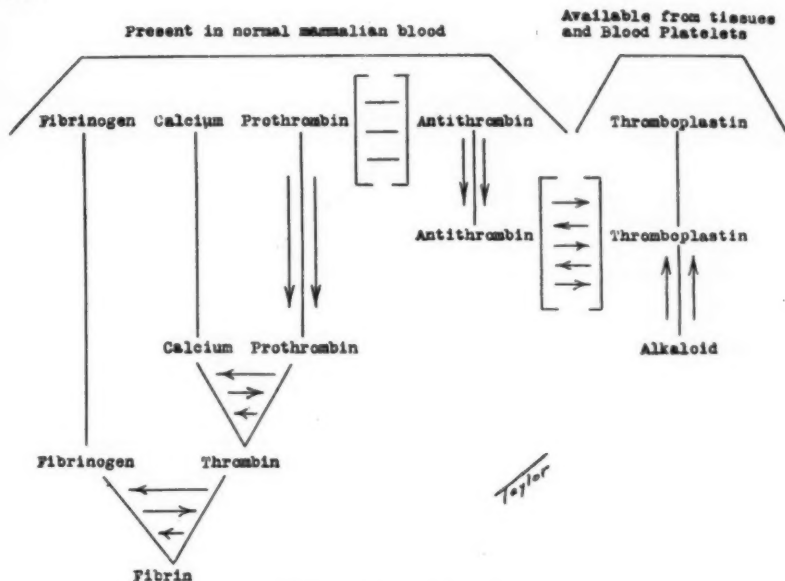 Present in normal mammalian blood
Available from tissues
and Blood Platelets
Fibrinogen Calcium Prothrombin Antithrombin Thromboplastin
Antithrombin Thromboplastin
Calcium Prothrombin Alkaloid
Fibrinogen Thrombin
Taylor
Fibrin